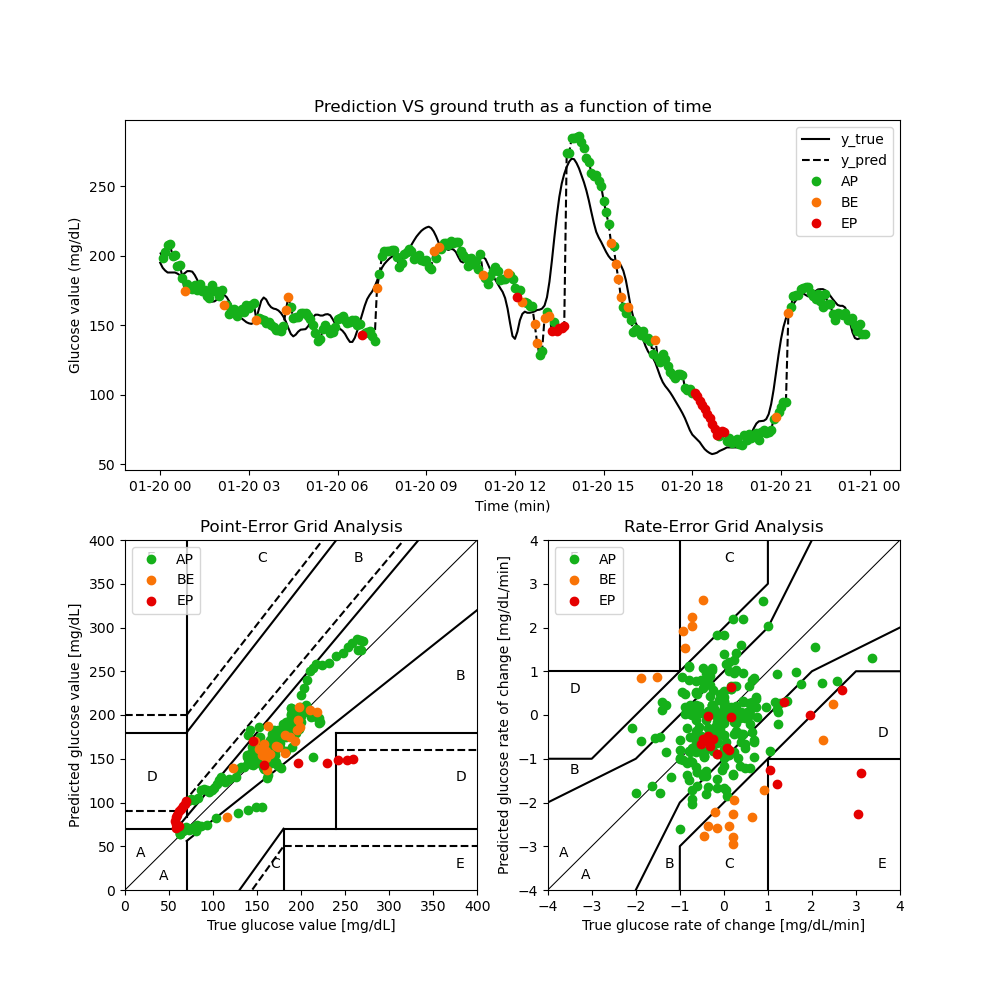 Prediction VS ground truth as a function of time
Glucose value (mg/dL)
250
200
150
100
50
y_true
y_pred
AP
BE
EP
01-20 00 01-20 03 01-20 06 01-20 09 01-20 12 01-20 15 01-20 18 01-20 21 01-21 00
Time (min)
Point-Error Grid Analysis
Predicted glucose value [mg/dL]
400
350
300
250
200
150
100
50
0
AP
BE
EP
C
B
B
D
D
A
A
C
E
0 50 100 150 200 250 300 350 400
True glucose value [mg/dL]
Rate-Error Grid Analysis
Predicted glucose rate of change [mg/dL/min]
4
3
2
1
0
−1
−2
−3
−4
AP
BE
EP
C
D
D
B
A
A
B
C
E
−4 −3 −2 −1 0 1 2 3 4
True glucose rate of change [mg/dL/min]